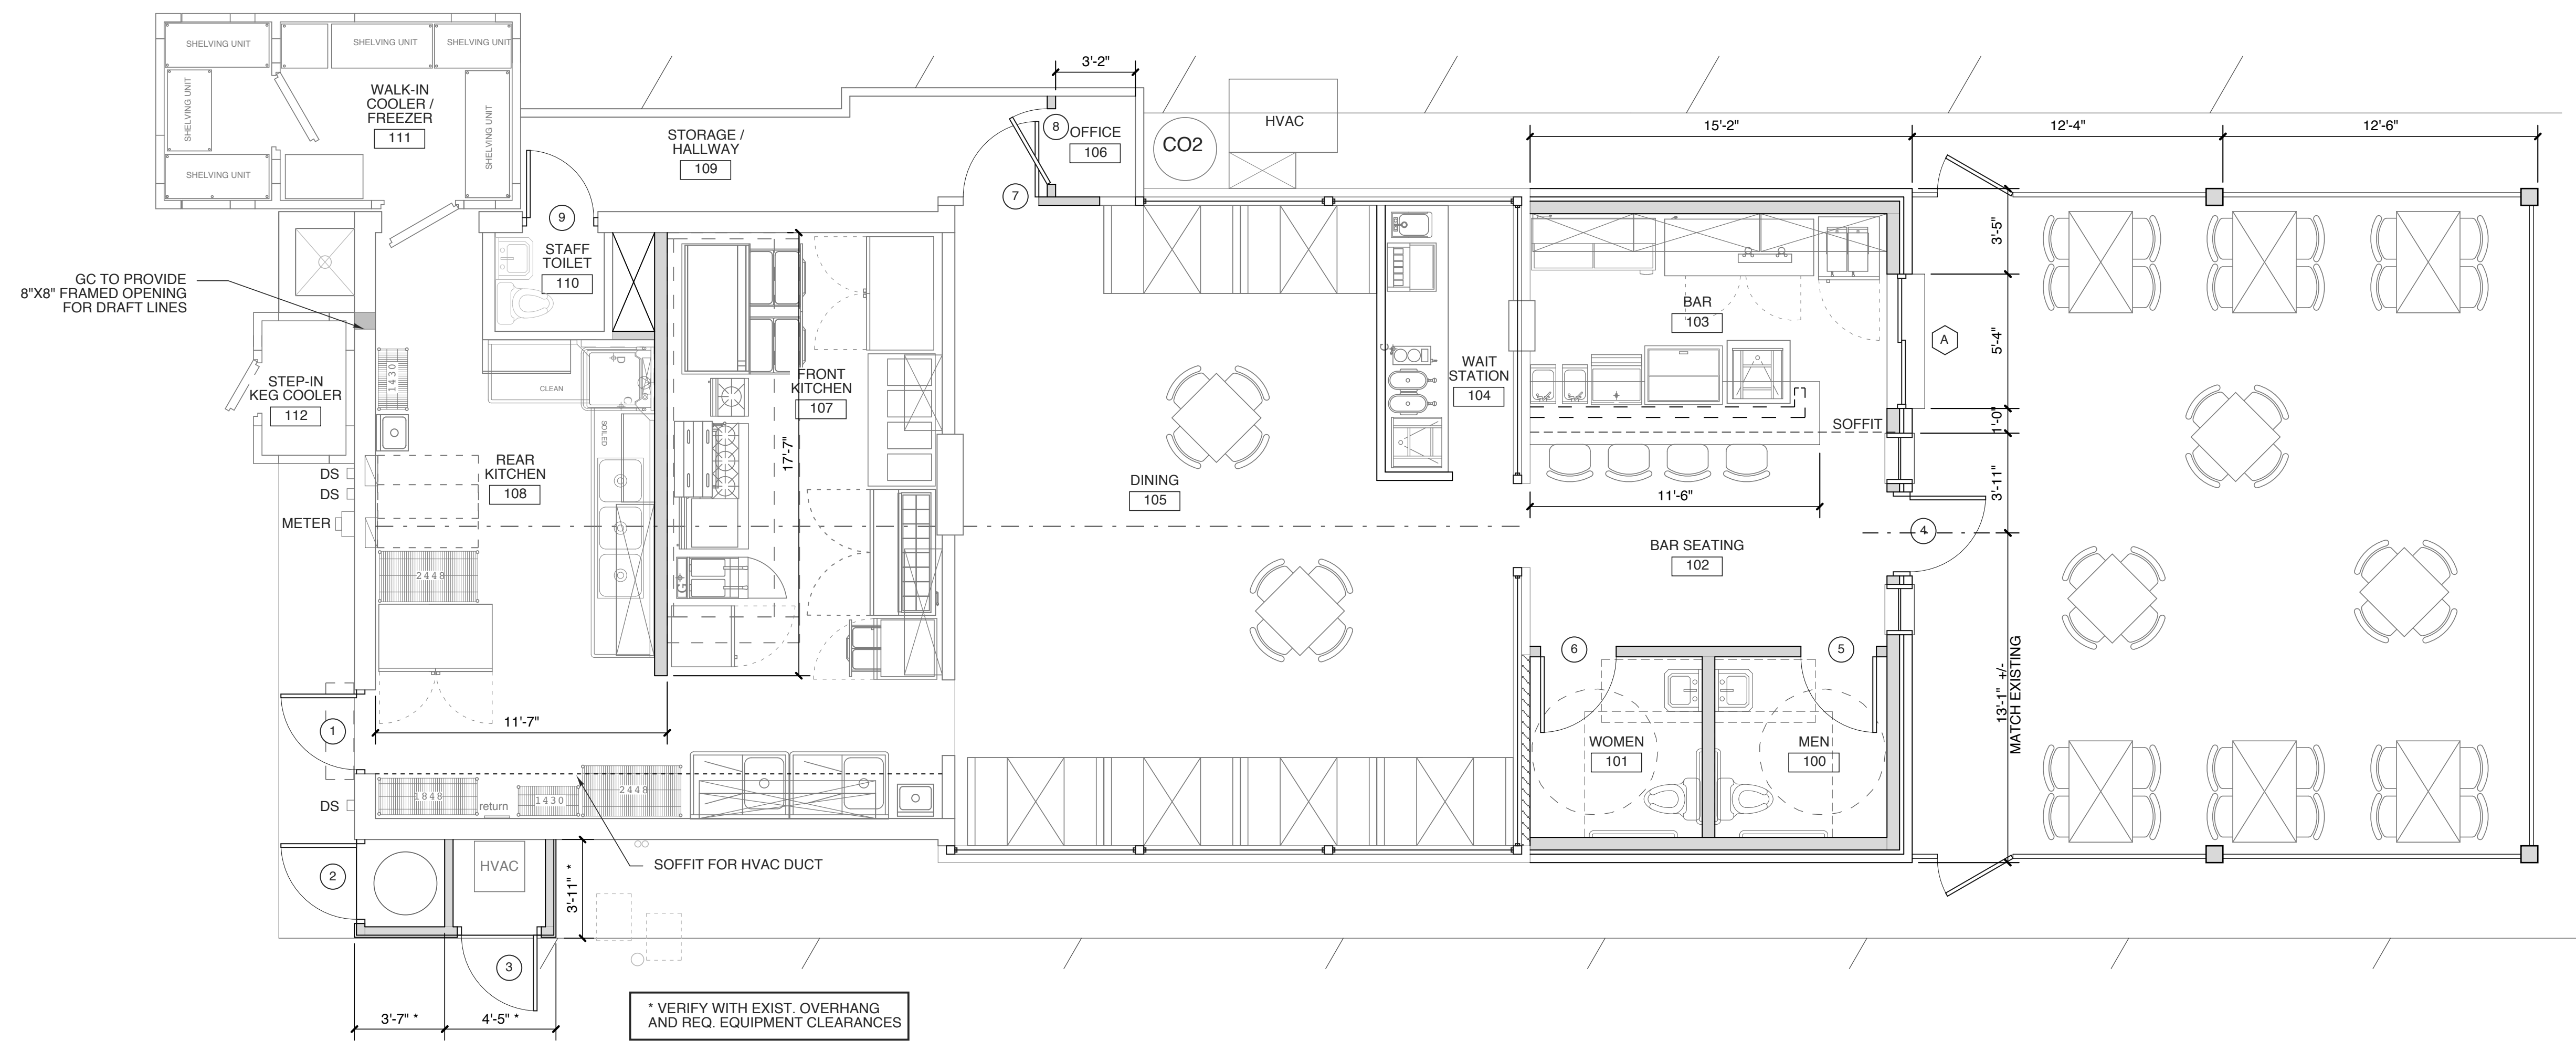 SHELVING UNIT
SHELVING UNIT
SHELVING UNIT
SHELVING UNIT
SHELVING UNIT
SHELVING UNIT
WALK-IN
COOLER /
FREEZER
111
STORAGE /
HALLWAY
109
3'-2"
8
OFFICE
106
7
CO2
HVAC
15'-2"
12'-4"
12'-6"
9
STAFF
TOILET
110
GC TO PROVIDE
8"X8" FRAMED OPENING
FOR DRAFT LINES
STEP-IN
KEG COOLER
112
1430
CLEAN
SOILED
FRONT
KITCHEN
107
17'-7"
REAR
KITCHEN
108
DS
DS
METER
2448
DINING
105
WAIT
STATION
104
BAR
103
SOFFIT
A
3'-5"
5'-4"
1'-0"
3'-11"
11'-6"
4
BAR SEATING
102
13'-1" +/-
MATCH EXISTING
6
5
WOMEN
101
MEN
100
1
11'-7"
DS
1848
return
1430
2448
2
HVAC
3'-11" *
SOFFIT FOR HVAC DUCT
3
3'-7" *
4'-5" *
* VERIFY WITH EXIST. OVERHANG
AND REQ. EQUIPMENT CLEARANCES